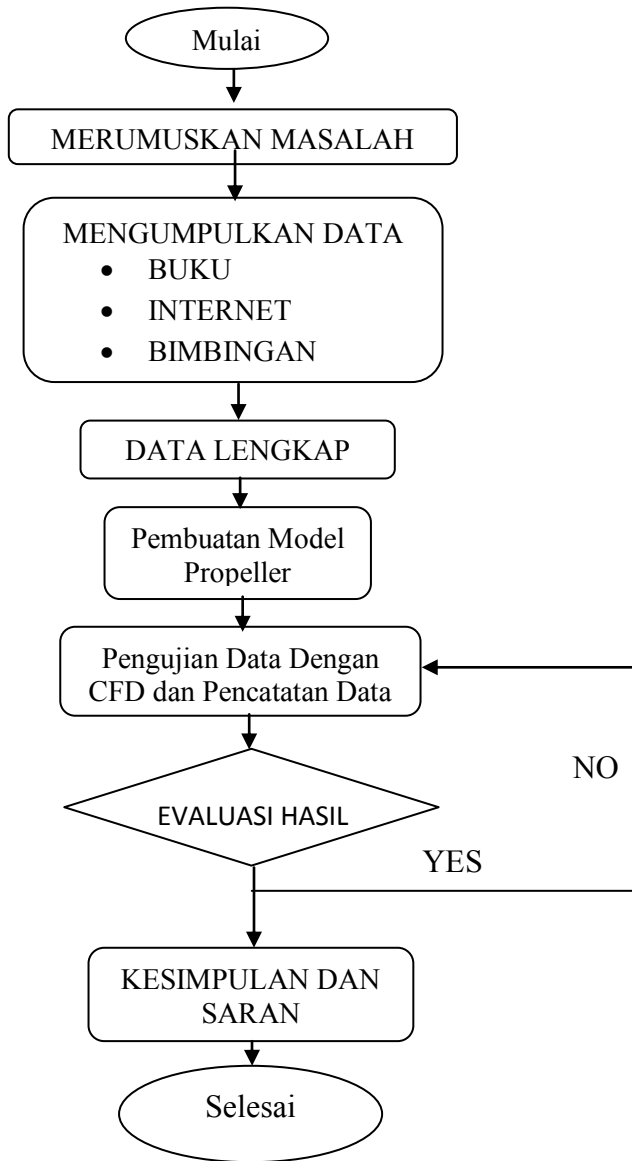 Mulai
MERUMUSKAN MASALAH
MENGUMPULKAN DATA
• BUKU
• INTERNET
• BIMBINGAN
DATA LENGKAP
Pembuatan Model
Propeller
Pengujian Data Dengan
CFD dan Pencatatan Data
NO
EVALUASI HASIL
YES
KESIMPULAN DAN
SARAN
Selesai